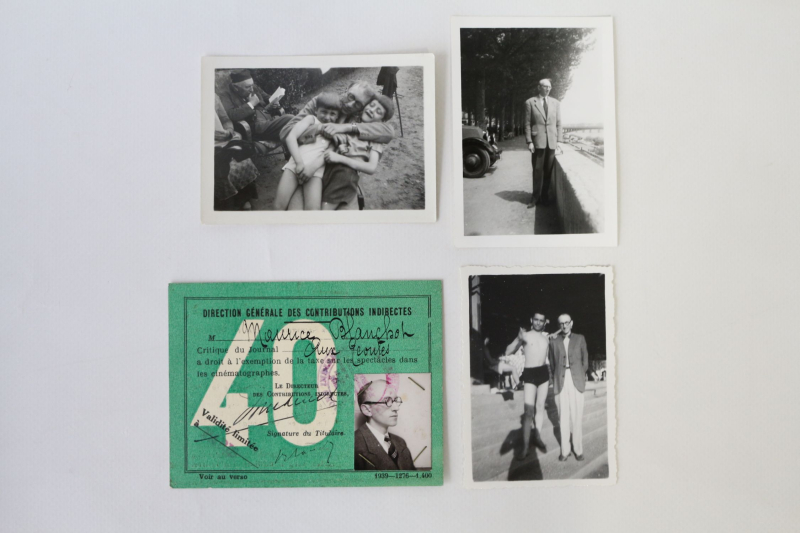 DIRECTION GÉNÉRALE DES CONTRIBUTIONS INDIRECTES
M Maurice Blanchot
Critique du Journal Aux Ecoutes
a droit à l'exemption de la taxe sur les spectacles dans
les cinématographes.
40
LE DIRECTEUR
DES CONTRIBUTIONS INDIRECTES,
Validité limitée
à
Signature du Titulaire
Voir au verso
1939—1276—4.400